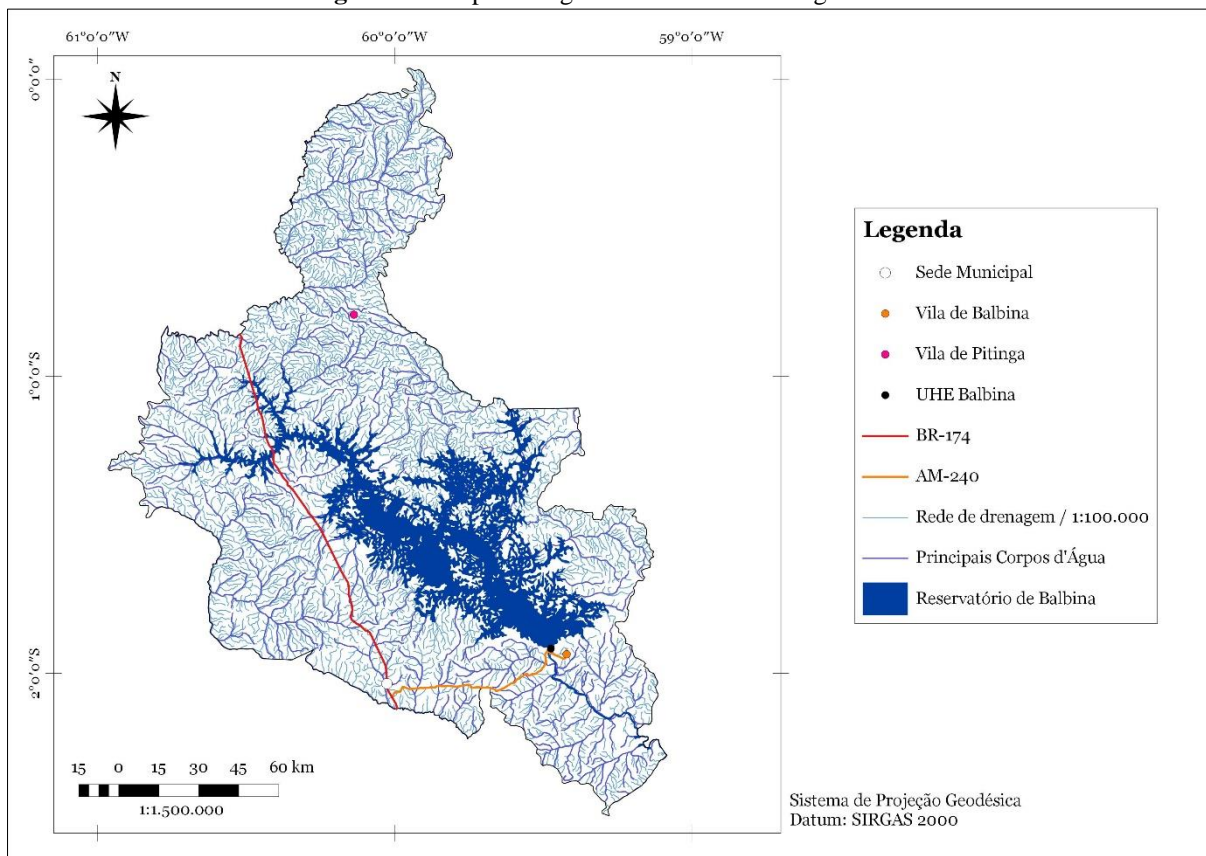 61°0'0"W
60°0'0"W
59°0'0"W
0°0'0"
1°0'0"S
2°0'0"S
N
Legenda
Sede Municipal
Vila de Balbina
Vila de Pitinga
UHE Balbina
BR-174
AM-240
Rede de drenagem / 1:100.000
Principais Corpos d'Água
Reservatório de Balbina
15 0 15 30 45 60 km
1:1.500.000
Sistema de Projeção Geodésica
Datum: SIRGAS 2000